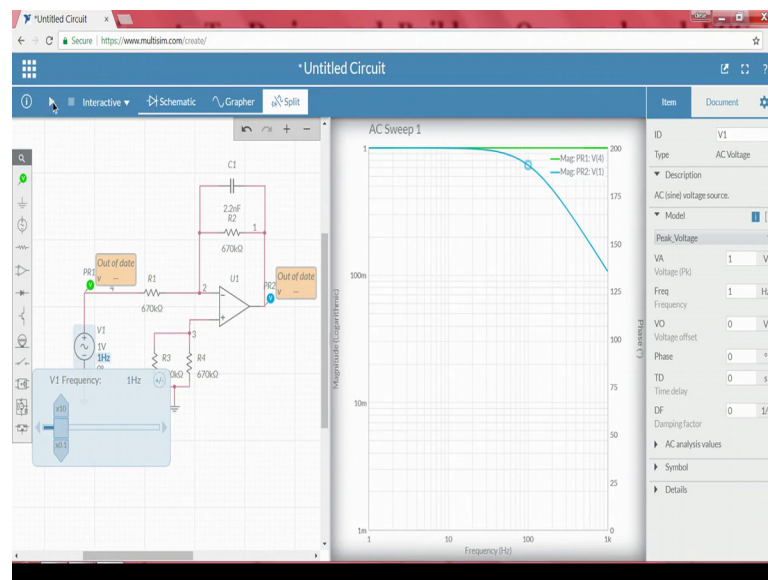 *Untitled Circuit
Secure | https://www.multisim.com/create/
*Untitled Circuit
Interactive
Schematic
Grapher
Split
Item
Document
C1
2.2nF
R2
1
670kΩ
Out of date
V --
PR1
4
R1
2
670kΩ
U1
Out of date
V --
PR2
3
V1
1V
1Hz
R3
R4
670kΩ
V1 Frequency: 1Hz
+/-
x10
x0.1
AC Sweep 1
Mag: PR1: V(4)
Mag: PR2: V(1)
1
100m
10m
1m
Magnitude (Logarithmic)
200
175
150
125
100
75
50
25
0
Phase (°)
1
10
100
1k
Frequency (Hz)
ID V1
Type AC Voltage
Description
AC (sine) voltage source.
Model
Peak_Voltage
VA 1 V
Voltage (Pk)
Freq 1 Hz
Frequency
VO 0 V
Voltage offset
Phase 0 °
TD 0 s
Time delay
DF 0 1/
Damping factor
AC analysis values
Symbol
Details